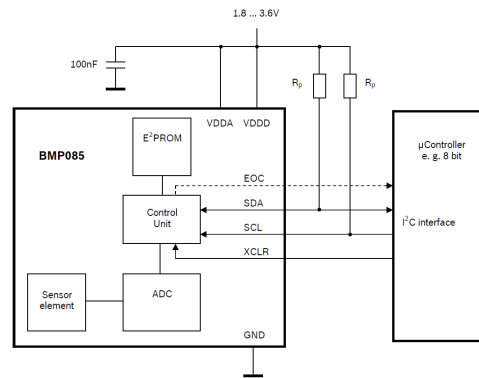 1.8 ... 3.6V
100nF
Rp
Rp
VDDA
VDDD
E²PROM
BMP085
µController
e. g. 8 bit
EOC
SDA
Control
Unit
I²C interface
SCL
XCLR
Sensor
element
ADC
GND